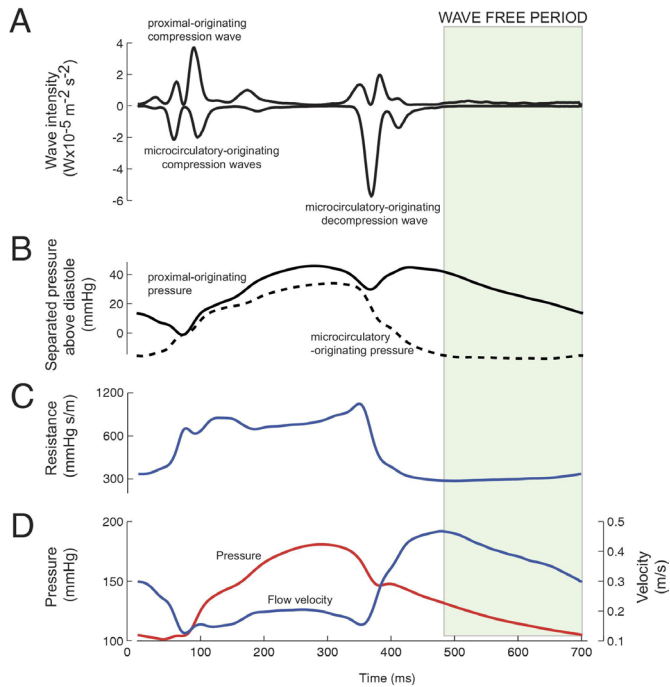 A
WAVE FREE PERIOD
proximal-originating
compression wave
Wave intensity
(Wx10-5 m-2 s-2)
4
2
0
-2
-4
-6
microcirculatory-originating
compression waves
microcirculatory-originating
decompression wave
B
Separated pressure
above diastole
(mmHg)
40
20
0
proximal-originating
pressure
microcirculatory
-originating pressure
C
Resistance
(mmHg s/m)
1200
600
300
D
Pressure
(mmHg)
200
150
100
Pressure
Flow velocity
0.5
0.4
0.3
0.2
0.1
Velocity
(m/s)
0
100
200
300
400
500
600
700
Time (ms)